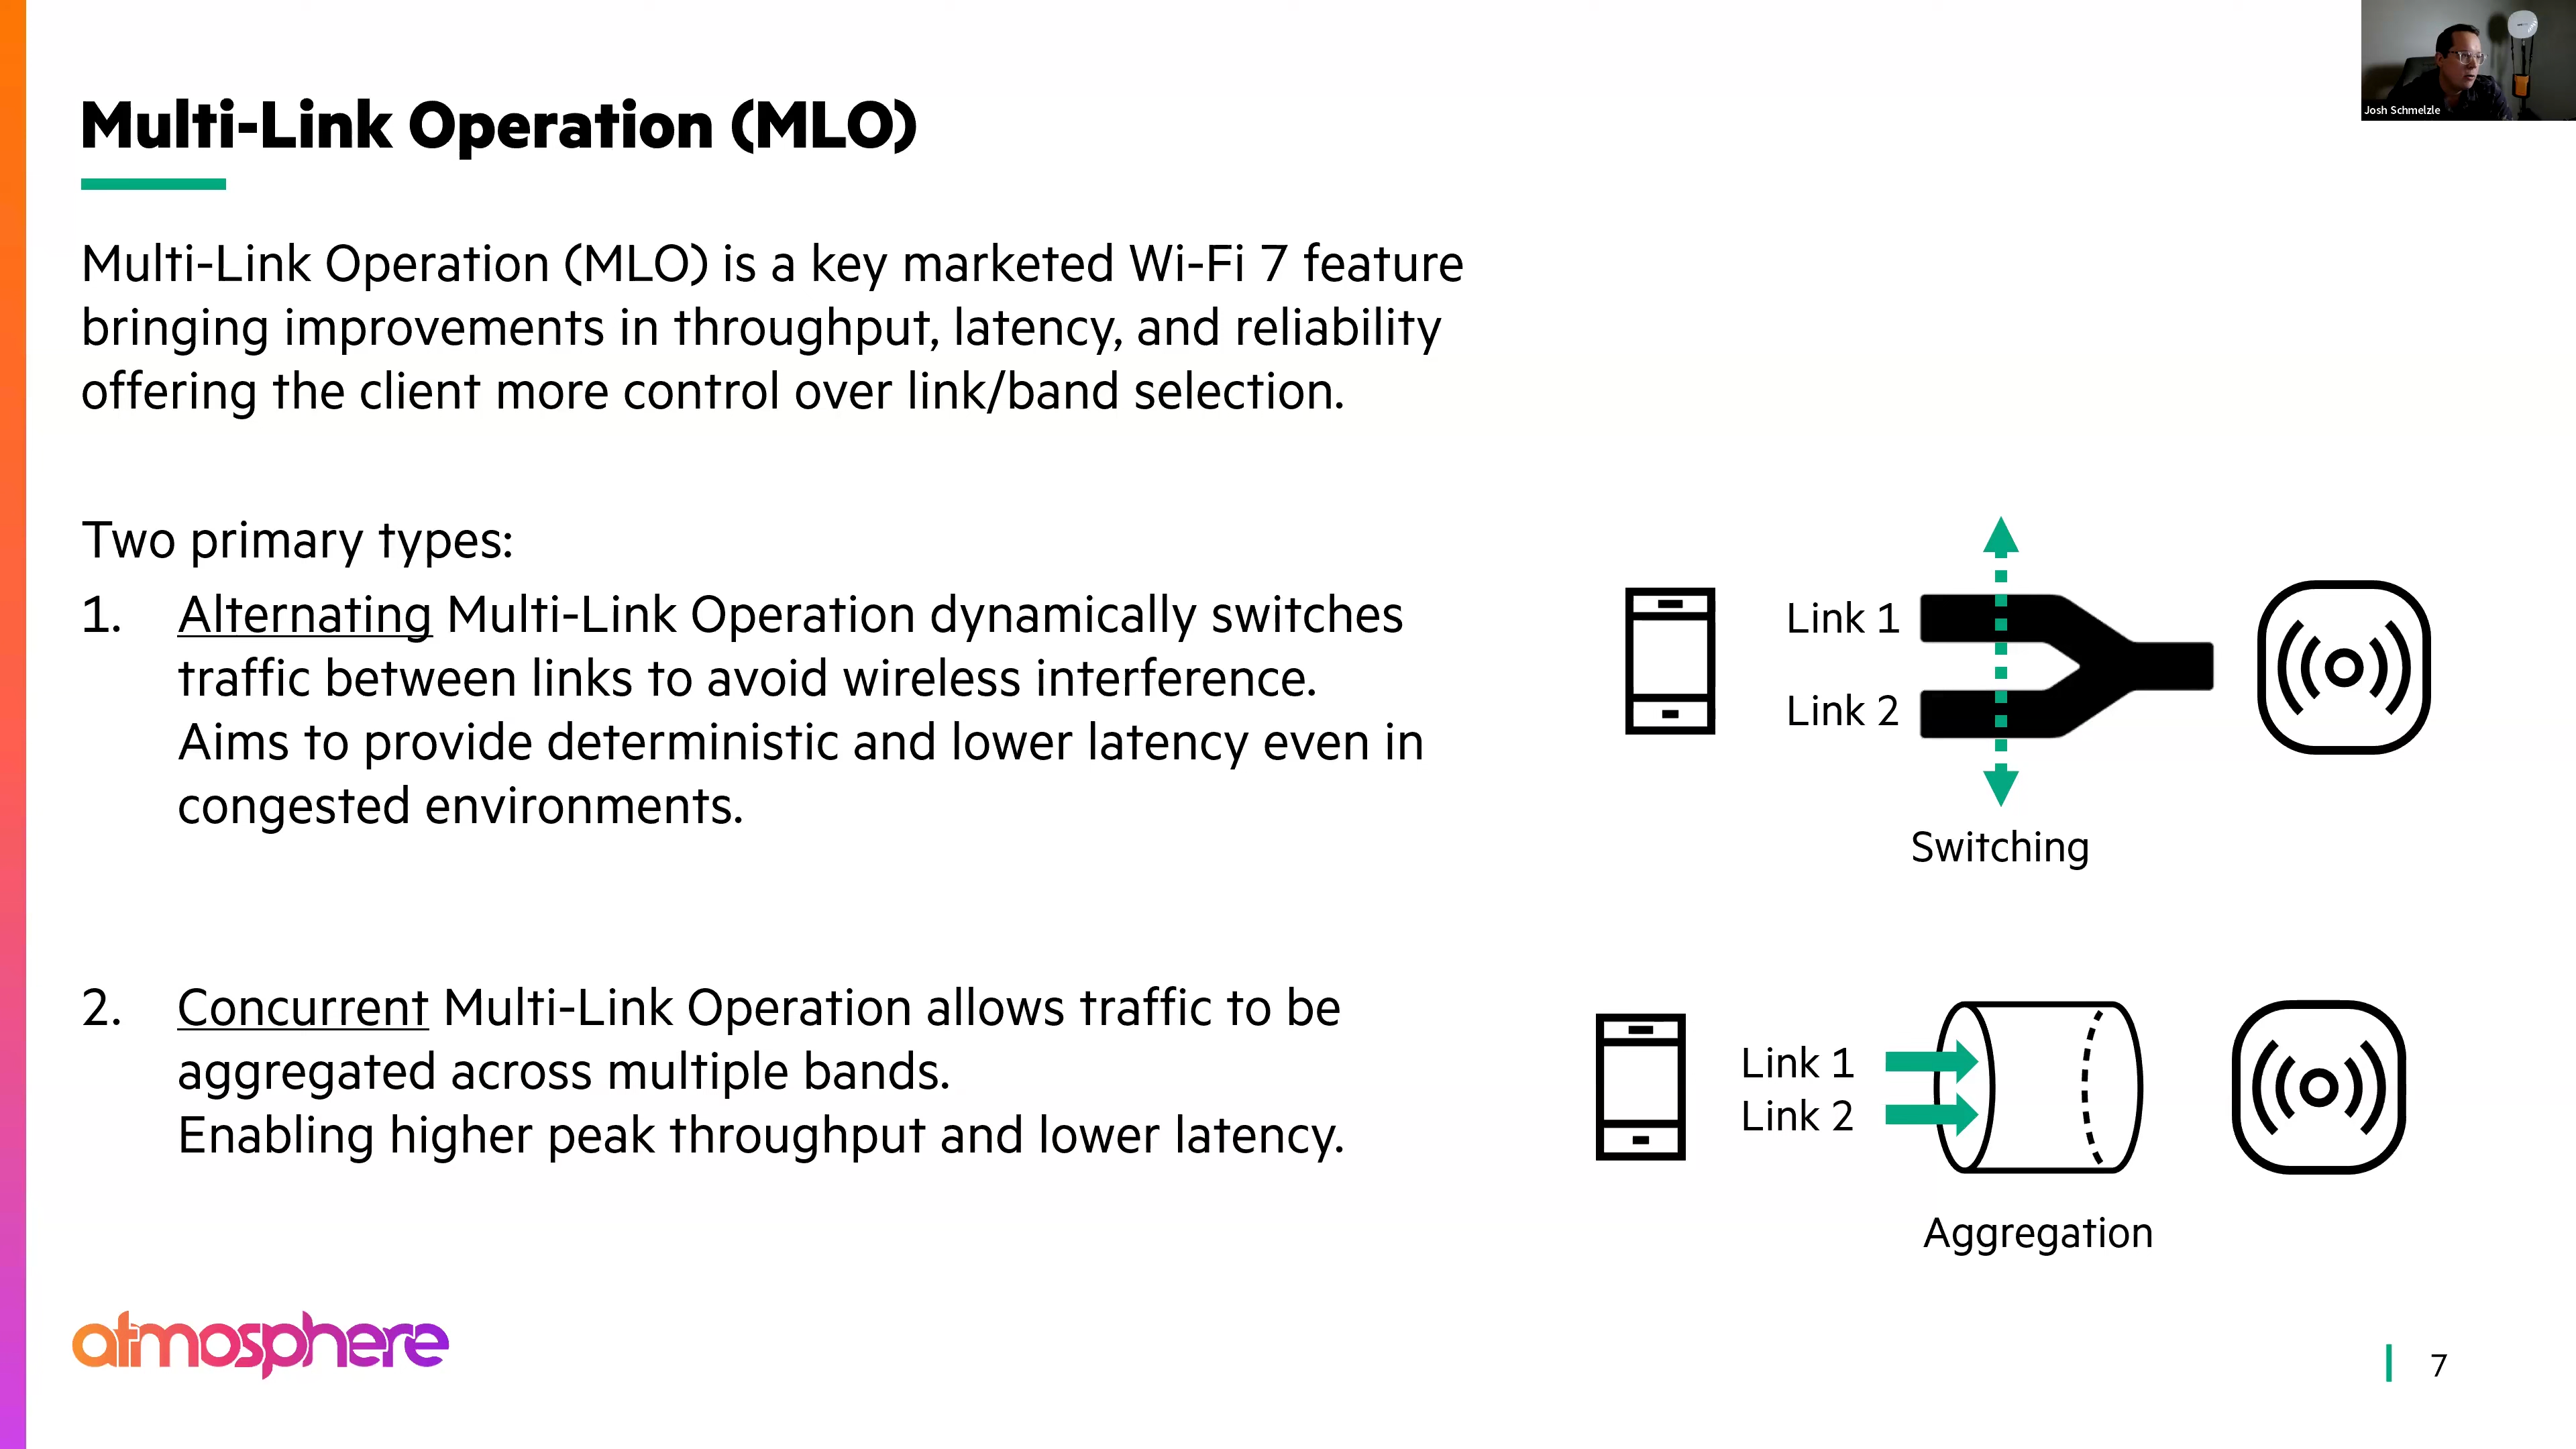 Josh Schmelzle
Multi-Link Operation (MLO)
Multi-Link Operation (MLO) is a key marketed Wi-Fi 7 feature
bringing improvements in throughput, latency, and reliability
offering the client more control over link/band selection.
Two primary types:
1. Alternating Multi-Link Operation dynamically switches
traffic between links to avoid wireless interference.
Aims to provide deterministic and lower latency even in
congested environments.
Link 1
Link 2
Switching
2. Concurrent Multi-Link Operation allows traffic to be
aggregated across multiple bands.
Enabling higher peak throughput and lower latency.
Link 1
Link 2
Aggregation
atmosphere
7